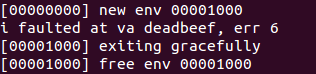 [00000000] new env 00001000
i faulted at va deadbeef, err 6
[00001000] exiting gracefully
[00001000] free env 00001000